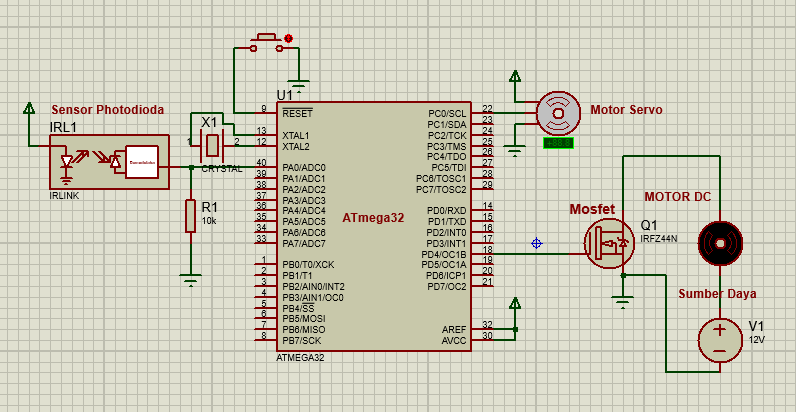 Sensor Photodioda
IRL1
IRLINK
X1
1
2
CRYSTAL
R1
10k
U1
ATmega32
ATMEGA32
9 RESET
13 XTAL1
12 XTAL2
40 PA0/ADC0
39 PA1/ADC1
38 PA2/ADC2
37 PA3/ADC3
36 PA4/ADC4
35 PA5/ADC5
34 PA6/ADC6
33 PA7/ADC7
1 PB0/T0/XCK
2 PB1/T1
3 PB2/AIN0/INT2
4 PB3/AIN1/OC0
5 PB4/SS
6 PB5/MOSI
7 PB6/MISO
8 PB7/SCK
PC0/SCL 22
PC1/SDA 23
PC2/TCK 24
PC3/TMS 25
PC4/TDO 26
PC5/TDI 27
PC6/TOSC1 28
PC7/TOSC2 29
PD0/RXD 14
PD1/TXD 15
PD2/INT0 16
PD3/INT1 17
PD4/OC1B 18
PD5/OC1A 19
PD6/ICP1 20
PD7/OC2 21
AREF 32
AVCC 30
Motor Servo
Mosfet
Q1
IRFZ44N
MOTOR DC
Sumber Daya
V1
12V